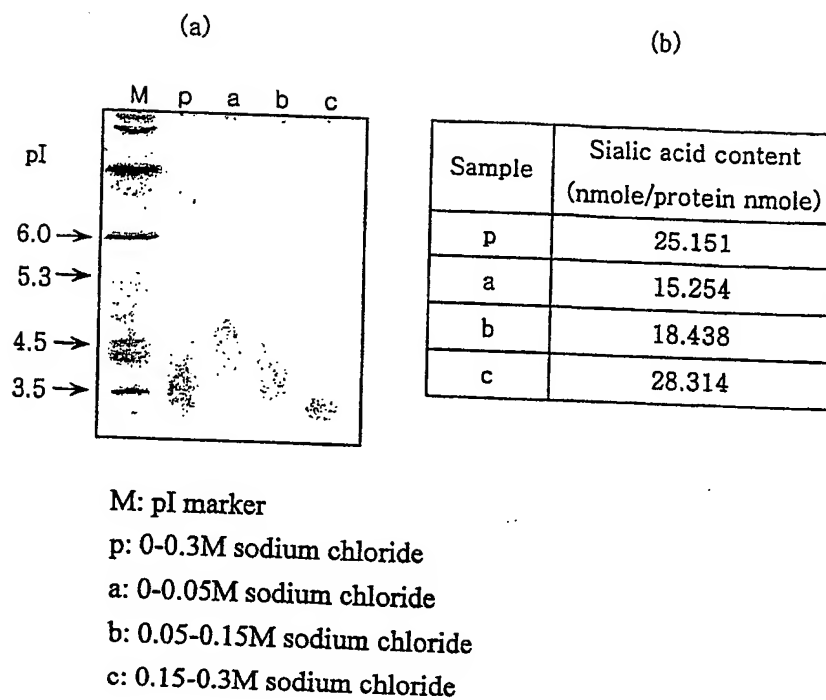 (a)
M p a b c
pI
6.0
5.3
4.5
3.5
(b)
Sample
Sialic acid content
(nmole/protein nmole)
p 25.151
a 15.254
b 18.438
c 28.314
M: pI marker
p: 0-0.3M sodium chloride
a: 0-0.05M sodium chloride
b: 0.05-0.15M sodium chloride
c: 0.15-0.3M sodium chloride